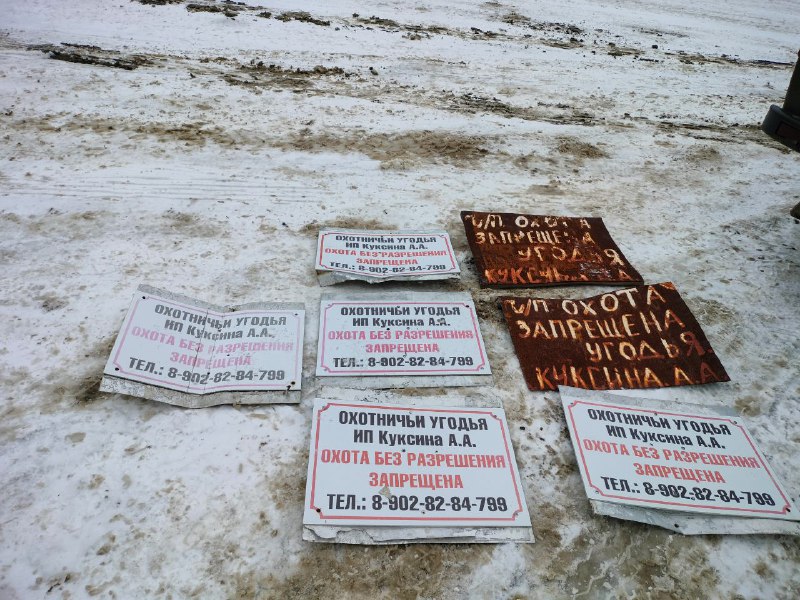 ОХОТНИЧЬИ УГОДЬЯ
ИП Куксина А.А.
ОХОТА БЕЗ РАЗРЕШЕНИЯ
ЗАПРЕЩЕНА
ТЕЛ.: 8-902-82-84-799
Б/П ОХОТА
ЗАПРЕЩЕНА
УГОДЬЯ
ОХОТНИЧЬИ УГОДЬЯ
ИП Куксина А.А.
ОХОТА БЕЗ РАЗРЕШЕНИЯ
ЗАПРЕЩЕНА
ТЕЛ.: 8-902-82-84-799
ОХОТНИЧЬИ УГОДЬЯ
ИП Куксина А.А.
ОХОТА БЕЗ РАЗРЕШЕНИЯ
ЗАПРЕЩЕНА
ТЕЛ.: 8-902-82-84-799
Б/П ОХОТА
ЗАПРЕЩЕНА
УГОДЬЯ
КУКСИНА А.А
ОХОТНИЧЬИ УГОДЬЯ
ИП Куксина А.А.
ОХОТА БЕЗ РАЗРЕШЕНИЯ
ЗАПРЕЩЕНА
ТЕЛ.: 8-902-82-84-799
ОХОТНИЧЬИ УГОДЬЯ
ИП Куксина А.А.
ОХОТА БЕЗ РАЗРЕШЕНИЯ
ЗАПРЕЩЕНА
ТЕЛ.: 8-902-82-84-799